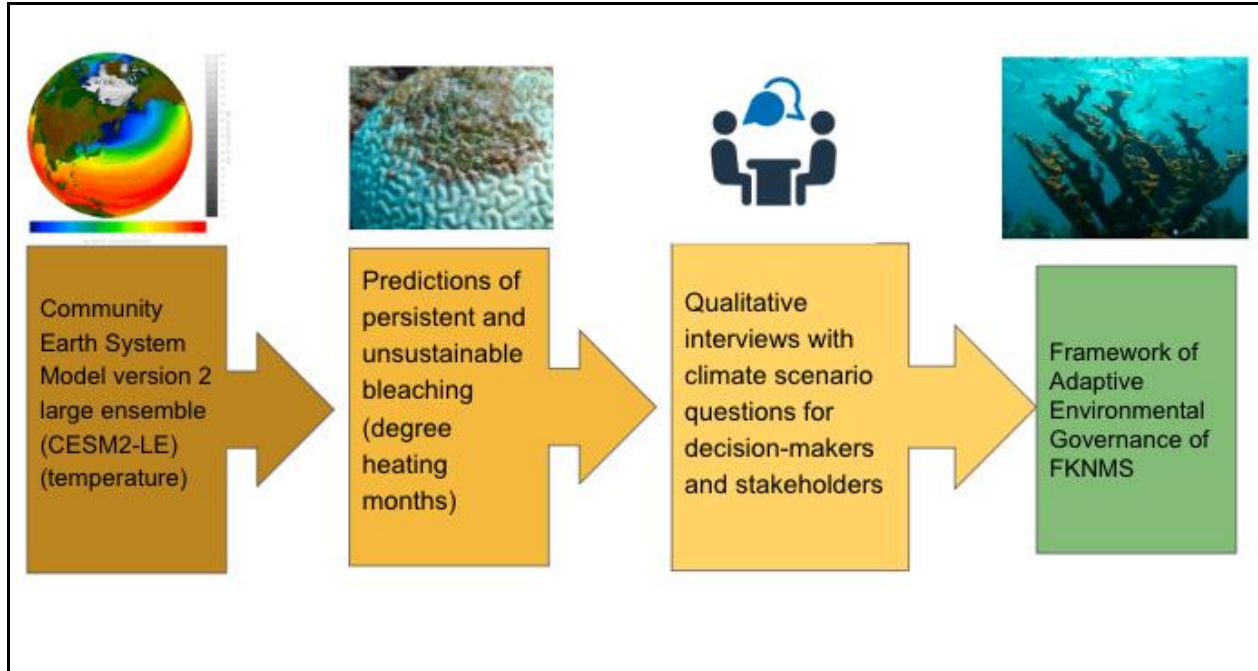 Community
Earth System
Model version 2
large ensemble
(CESM2-LE)
(temperature)
Predictions of
persistent and
unsustainable
bleaching
(degree
heating
months)
Qualitative
interviews with
climate scenario
questions for
decision-makers
and stakeholders
Framework of
Adaptive
Environmental
Governance of
FKNMS